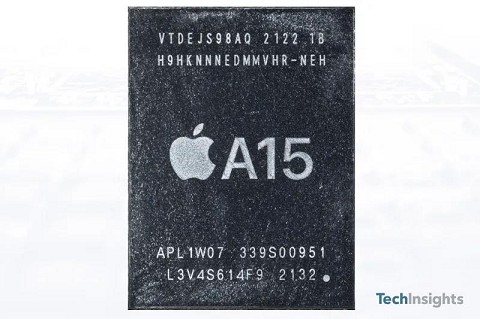 VTDEJS98AQ 2122 1B
H9HKNNNEDMMVHR-NEH
A15
APL1W07 339S00951
L3V4S614F9 2132
TechInsights